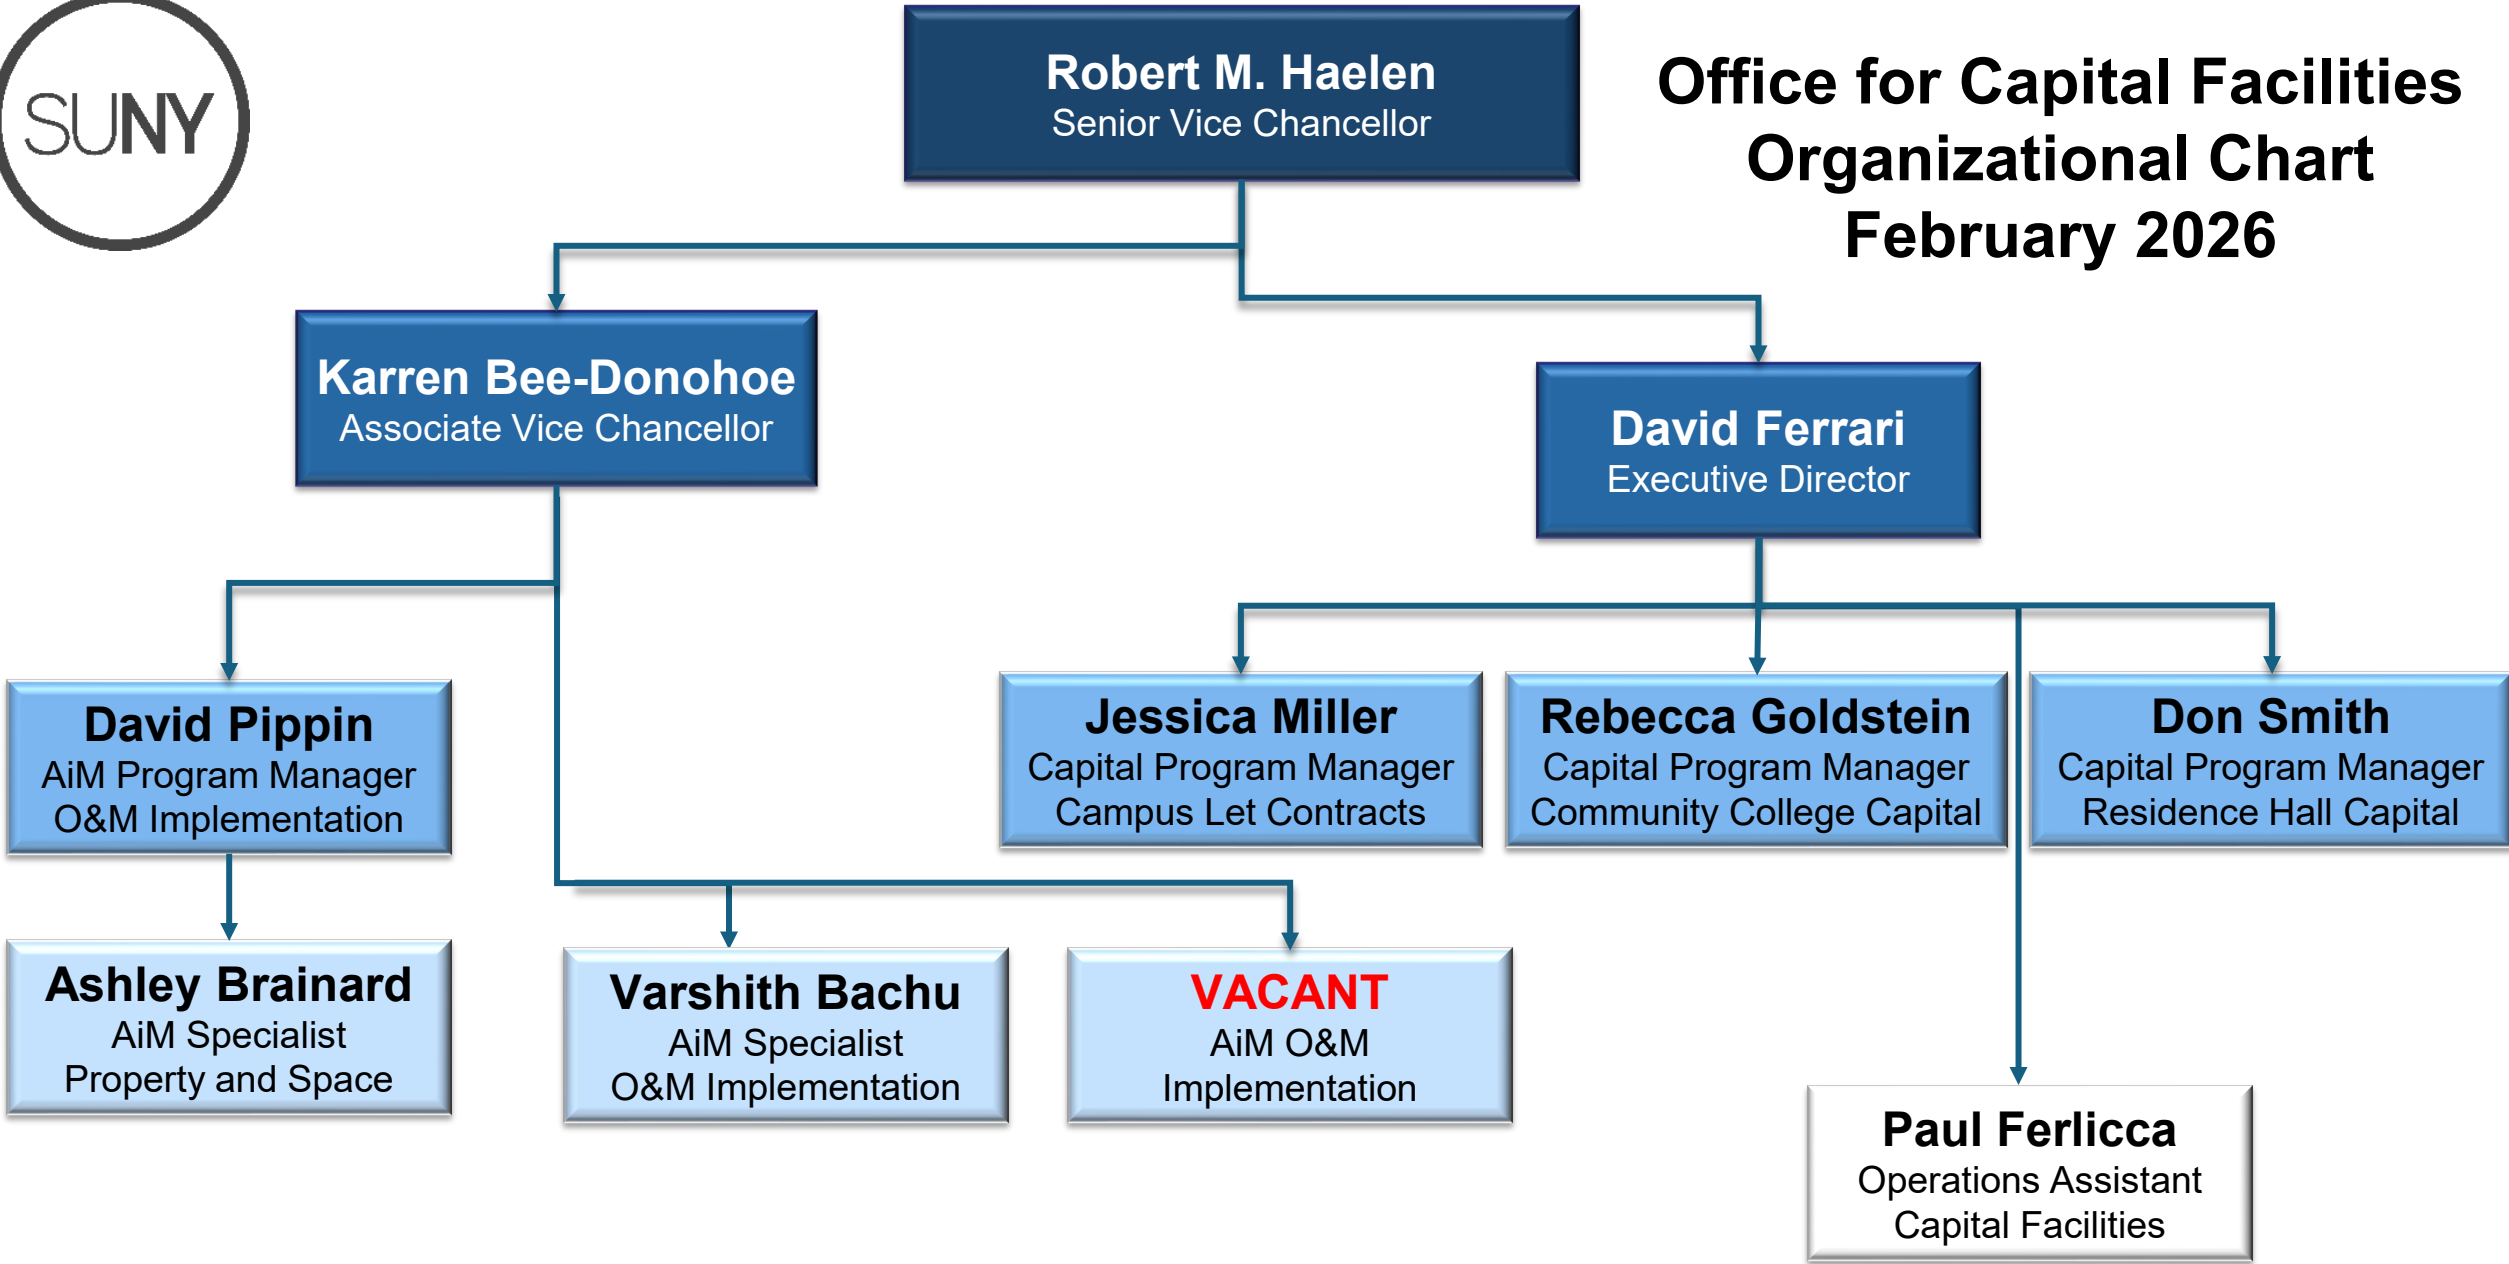 SUNY
Robert M. Haelen
Senior Vice Chancellor
Office for Capital Facilities
Organizational Chart
February 2026
Karren Bee-Donohoe
Associate Vice Chancellor
David Ferrari
Executive Director
David Pippin
AiM Program Manager
O&M Implementation
Jessica Miller
Capital Program Manager
Campus Let Contracts
Rebecca Goldstein
Capital Program Manager
Community College Capital
Don Smith
Capital Program Manager
Residence Hall Capital
Ashley Brainard
AiM Specialist
Property and Space
Varshith Bachu
AiM Specialist
O&M Implementation
VACANT
AiM O&M
Implementation
Paul Ferlicca
Operations Assistant
Capital Facilities